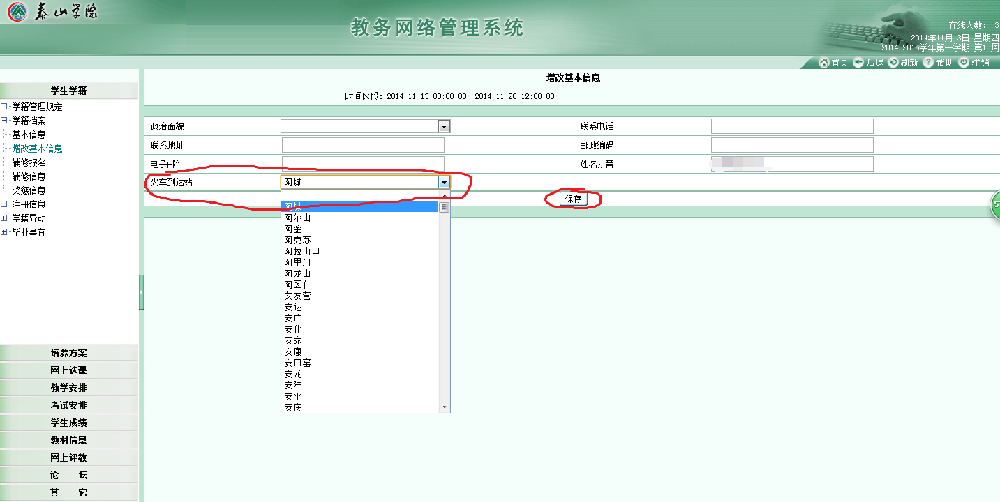 泰山学院
教务网络管理系统
在线人数： 3
2014年11月13日 星期四
2014-2015学年第一学期 第10周
首页 后退 刷新 帮助 注销
学生学籍
学籍管理规定
学籍档案
基本信息
增改基本信息
辅修报名
辅修信息
奖惩信息
注册信息
学籍异动
毕业事宜
培养方案
网上选课
教学安排
考试安排
学生成绩
教材信息
网上评教
论 坛
其 它
增改基本信息
时间区段：2014-11-13 00:00:00--2014-11-20 12:00:00
政治面貌 联系电话
联系地址 邮政编码
电子邮件 姓名拼音
火车到达站 阿城
保存
阿城
阿尔山
阿金
阿克苏
阿拉山口
阿里河
阿龙山
阿图什
艾友营
安达
安广
安化
安家
安康
安口窑
安龙
安陆
安平
安庆